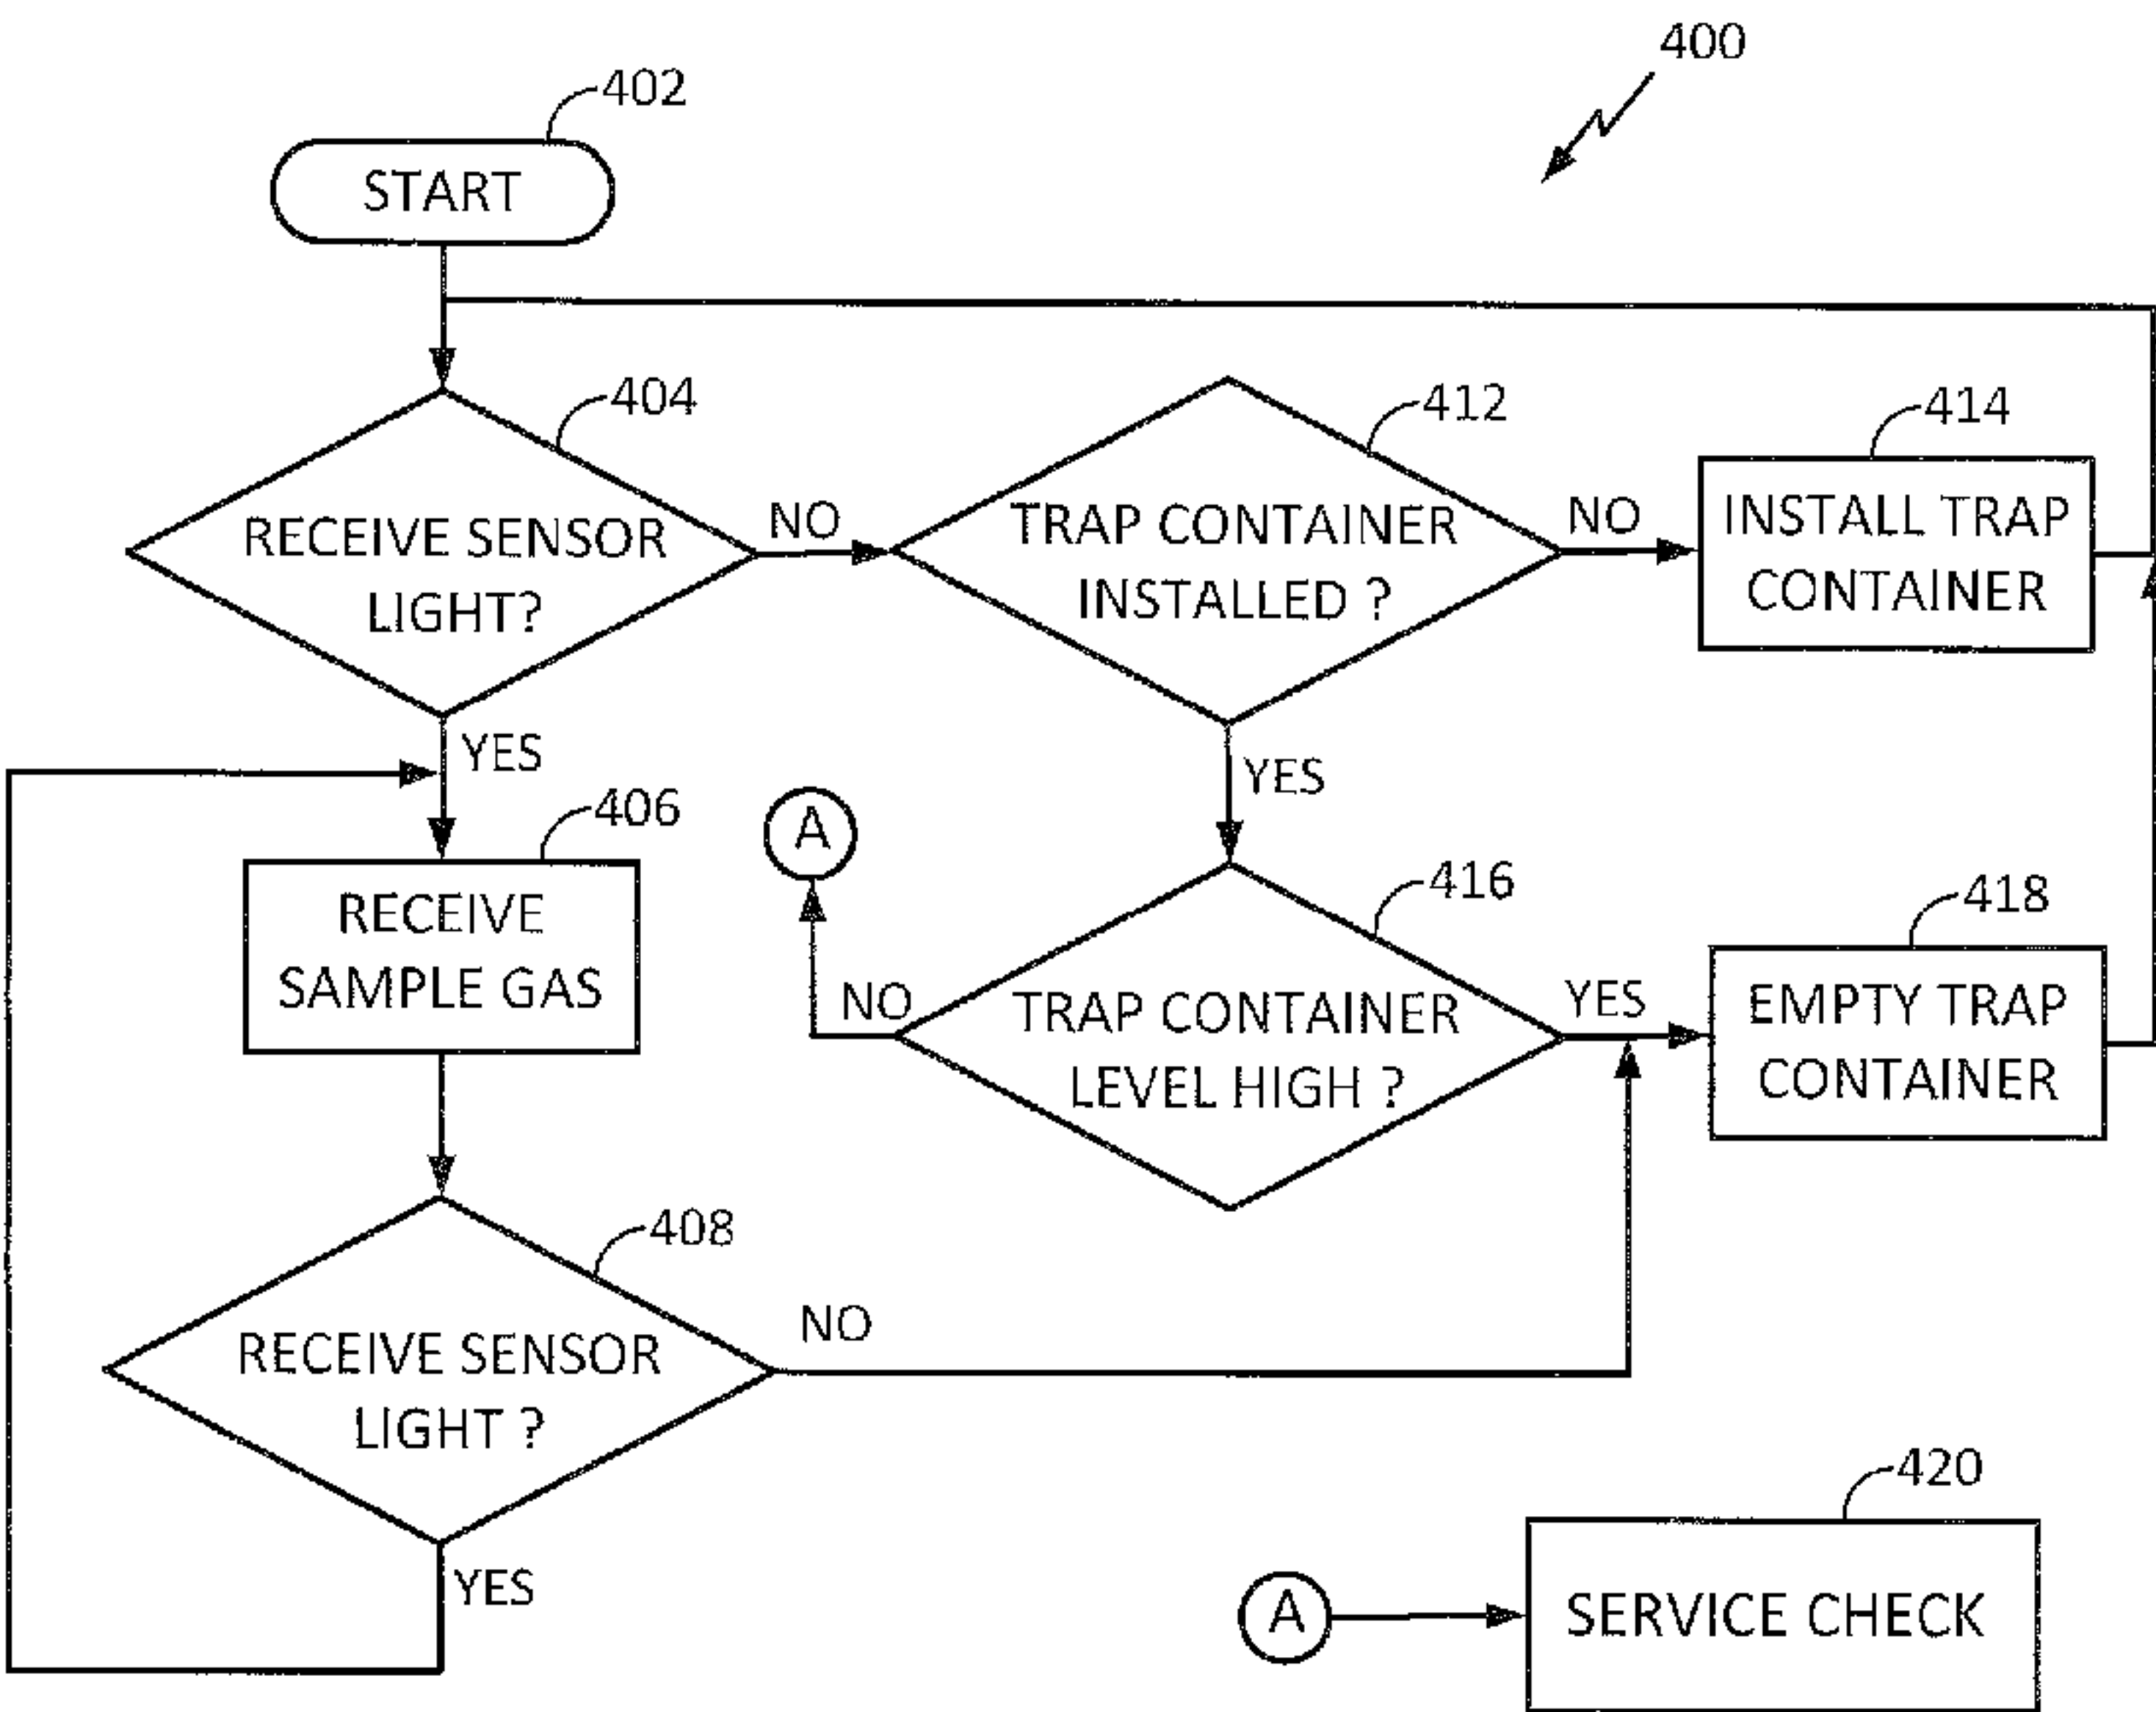 400
402
START
404
RECEIVE SENSOR
LIGHT?
NO
412
TRAP CONTAINER
INSTALLED ?
NO
414
INSTALL TRAP
CONTAINER
YES
YES
406
RECEIVE
SAMPLE GAS
A
416
TRAP CONTAINER
LEVEL HIGH ?
NO
YES
418
EMPTY TRAP
CONTAINER
408
RECEIVE SENSOR
LIGHT ?
NO
YES
A
420
SERVICE CHECK